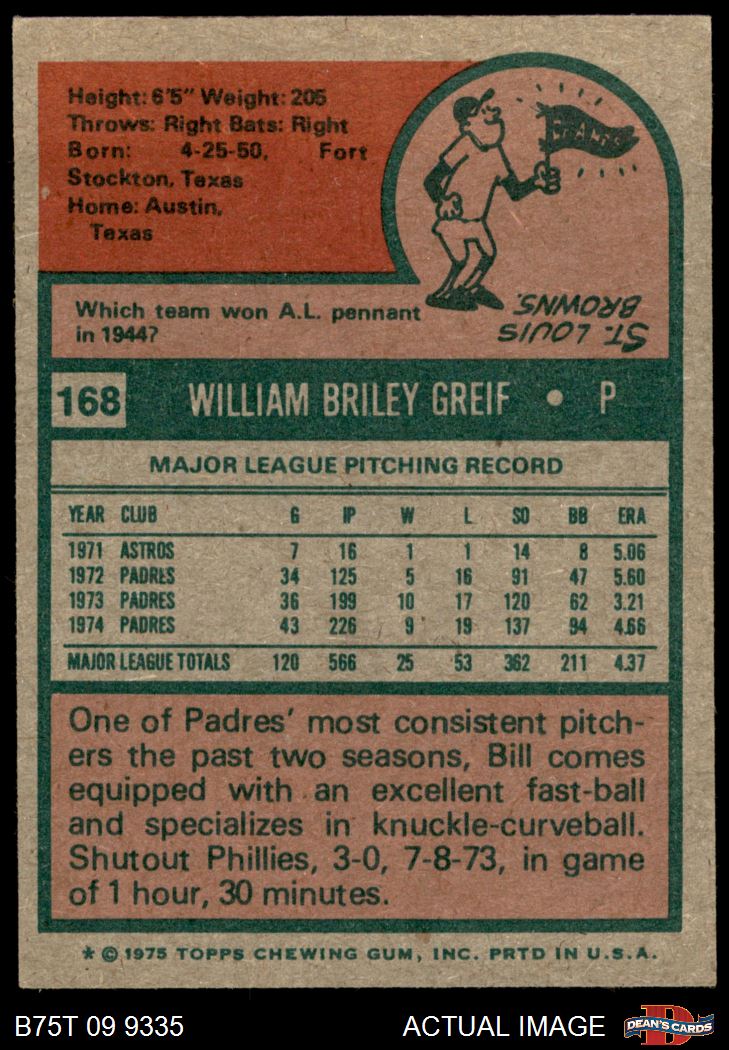 Height: 6'5" Weight: 205
Throws: Right Bats: Right
Born: 4-25-50, Fort
Stockton, Texas
Home: Austin,
Texas
CHAMPS
Which team won A.L. pennant
in 1944?
ST. LOUIS
BROWNS.
168 WILLIAM BRILEY GREIF • P
MAJOR LEAGUE PITCHING RECORD
YEAR CLUB G IP W L SO BB ERA
1971 ASTROS 7 16 1 1 14 8 5.06
1972 PADRES 34 125 5 16 91 47 5.60
1973 PADRES 36 199 10 17 120 62 3.21
1974 PADRES 43 226 9 19 137 94 4.66
MAJOR LEAGUE TOTALS 120 566 25 53 362 211 4.37
One of Padres' most consistent pitch-
ers the past two seasons, Bill comes
equipped with an excellent fast-ball
and specializes in knuckle-curveball.
Shutout Phillies, 3-0, 7-8-73, in game
of 1 hour, 30 minutes.
* © 1975 TOPPS CHEWING GUM, INC. PRTD IN U.S.A.
B75T 09 9335 ACTUAL IMAGE
DEAN'S CARDS